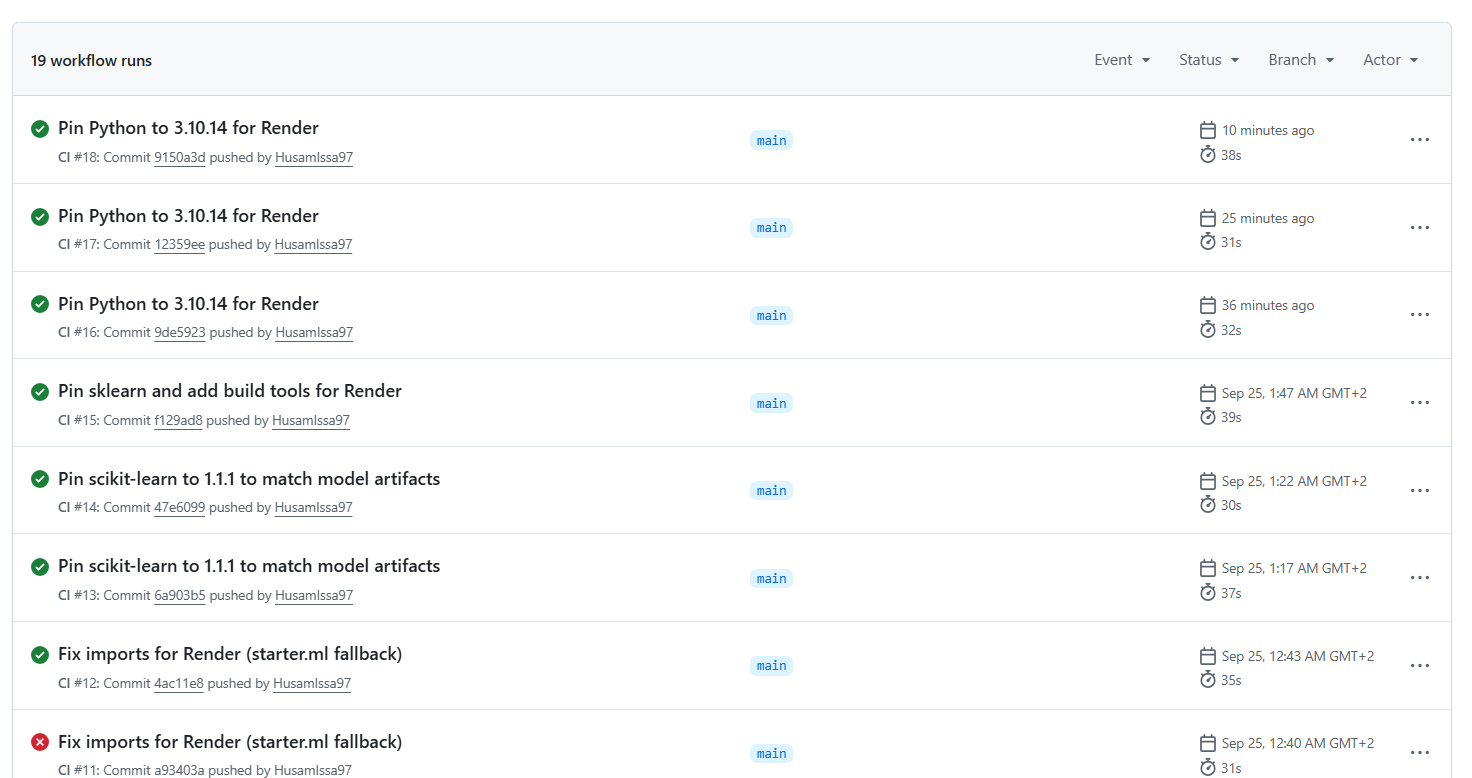 19 workflow runs
Event Status Branch Actor
Pin Python to 3.10.14 for Render
CI #18: Commit 9150a3d pushed by HusamIssa97
main
10 minutes ago
38s
Pin Python to 3.10.14 for Render
CI #17: Commit 12359ee pushed by HusamIssa97
main
25 minutes ago
31s
Pin Python to 3.10.14 for Render
CI #16: Commit 9de5923 pushed by HusamIssa97
main
36 minutes ago
32s
Pin sklearn and add build tools for Render
CI #15: Commit f129ad8 pushed by HusamIssa97
main
Sep 25, 1:47 AM GMT+2
39s
Pin scikit-learn to 1.1.1 to match model artifacts
CI #14: Commit 47e6099 pushed by HusamIssa97
main
Sep 25, 1:22 AM GMT+2
30s
Pin scikit-learn to 1.1.1 to match model artifacts
CI #13: Commit 6a903b5 pushed by HusamIssa97
main
Sep 25, 1:17 AM GMT+2
37s
Fix imports for Render (starter.ml fallback)
CI #12: Commit 4ac11e8 pushed by HusamIssa97
main
Sep 25, 12:43 AM GMT+2
35s
Fix imports for Render (starter.ml fallback)
CI #11: Commit a93403a pushed by HusamIssa97
main
Sep 25, 12:40 AM GMT+2
31s